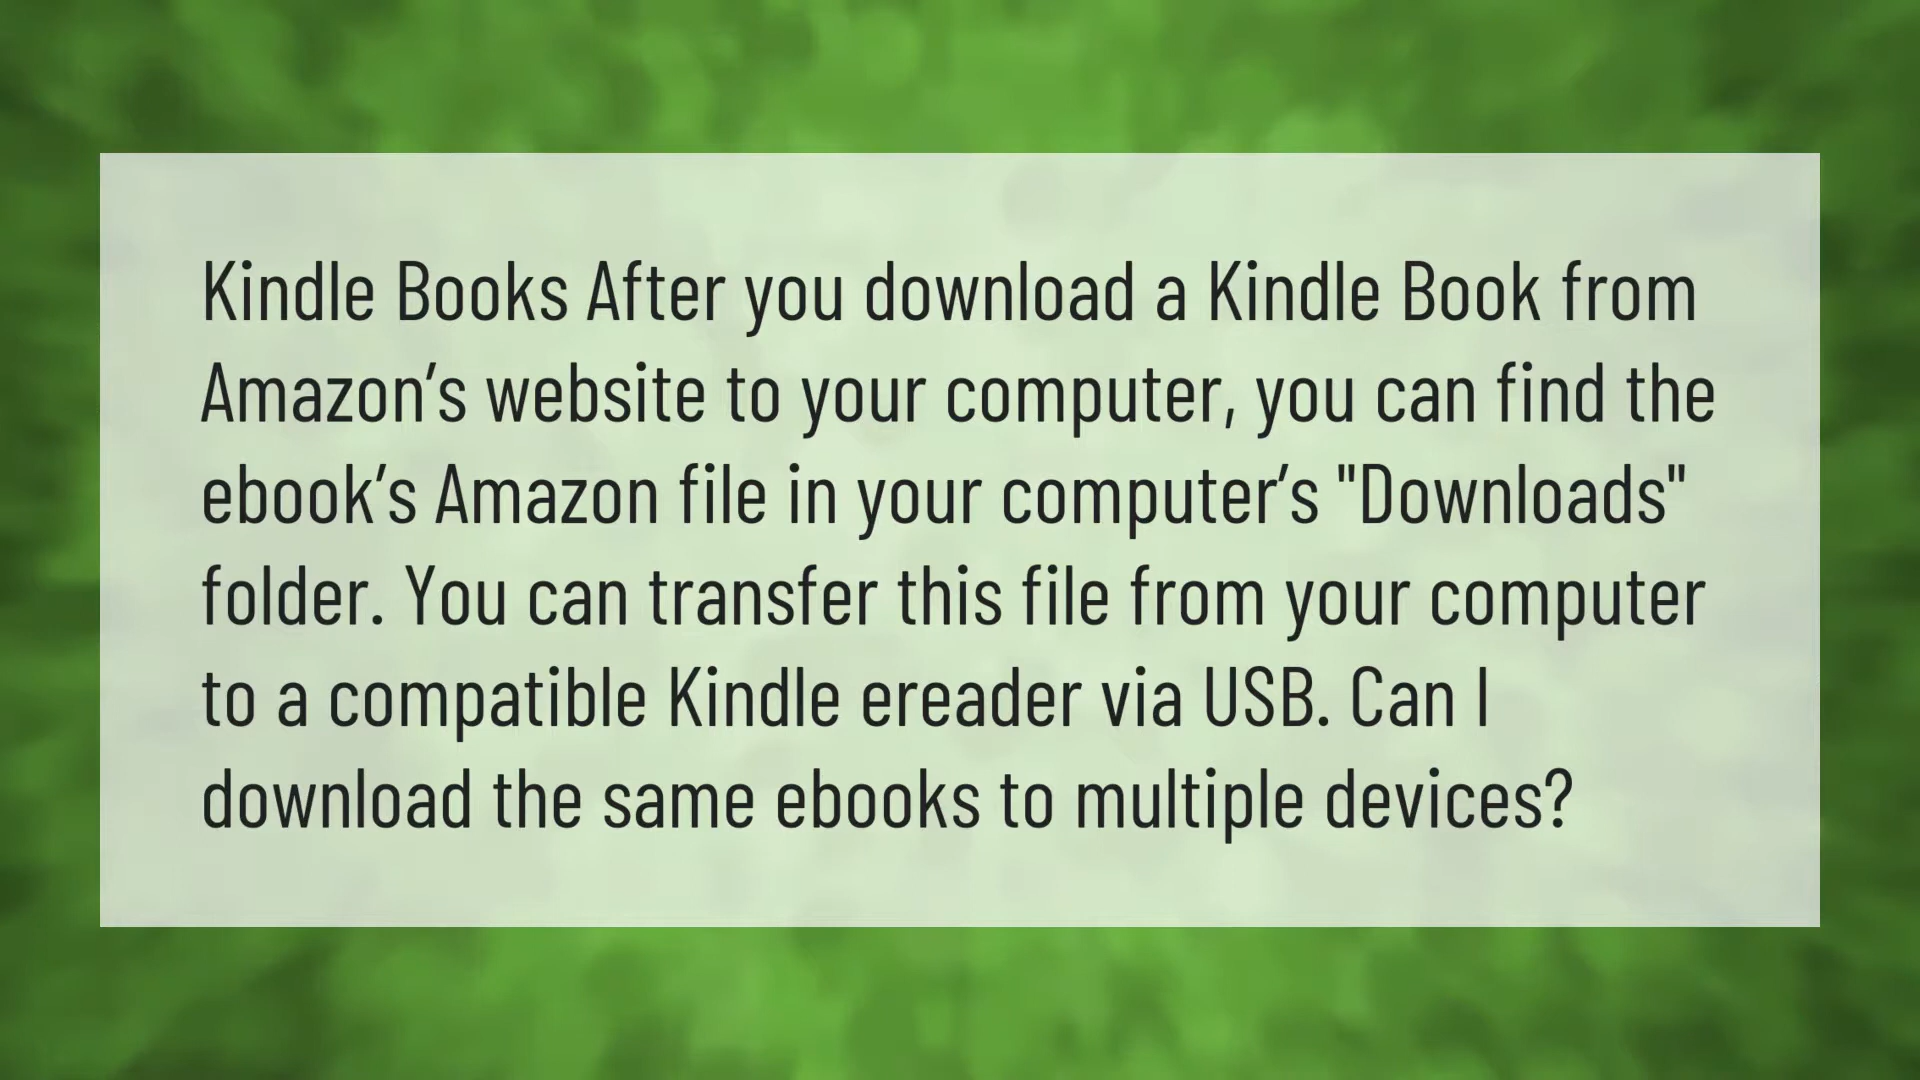 Kindle Books After you download a Kindle Book from
Amazon’s website to your computer, you can find the
ebook’s Amazon file in your computer’s "Downloads"
folder. You can transfer this file from your computer
to a compatible Kindle ereader via USB. Can I
download the same ebooks to multiple devices?